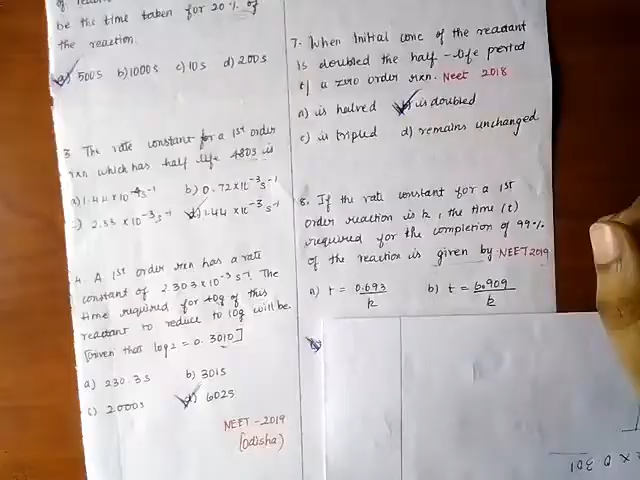 be the time taken for 20% of
the reaction.
a) 500s b) 1000s c) 10s d) 200s
3 The rate constant for a 1st order
rxn which has half life 480s is
a) 1.44 x 10⁻⁴ s⁻¹ b) 0.72 x 10⁻³ s⁻¹
c) 2.53 x 10⁻³ s⁻¹ d) 1.44 x 10⁻³ s⁻¹
4. A 1st order rxn has a rate
constant of 2.303 x 10⁻³ s⁻¹. The
time required for 40g of this
reactant to reduce to 10g will be.
[Given that log2 = 0.3010]
a) 230.3s b) 301s
c) 2000s d) 602s
NEET - 2019
(Odisha)
7. When Initial conc of the readant
is doubled the half-life period
of a zero order rxn. Neet 2018
a) is halved b) is doubled
c) is tripled d) remains unchanged
8. If the rate constant for a 1st
order reaction is k, the time (t)
required for the completion of 99%
of the reaction is given by NEET 2019
a) t = 0.693/k b) t = 6.909/k